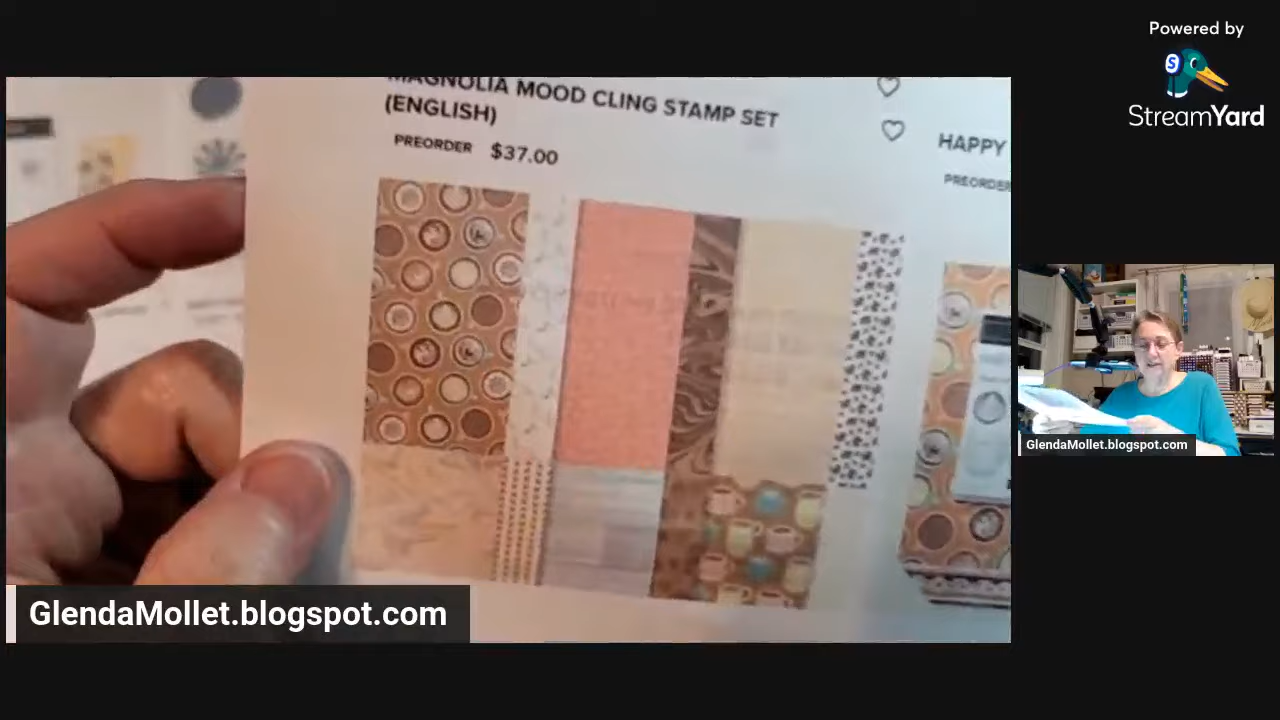 Powered by
StreamYard
MAGNOLIA MOOD CLING STAMP SET
(ENGLISH)
PREORDER $37.00
HAPPY
PREORDER
GlendaMollet.blogspot.com
GlendaMollet.blogspot.com